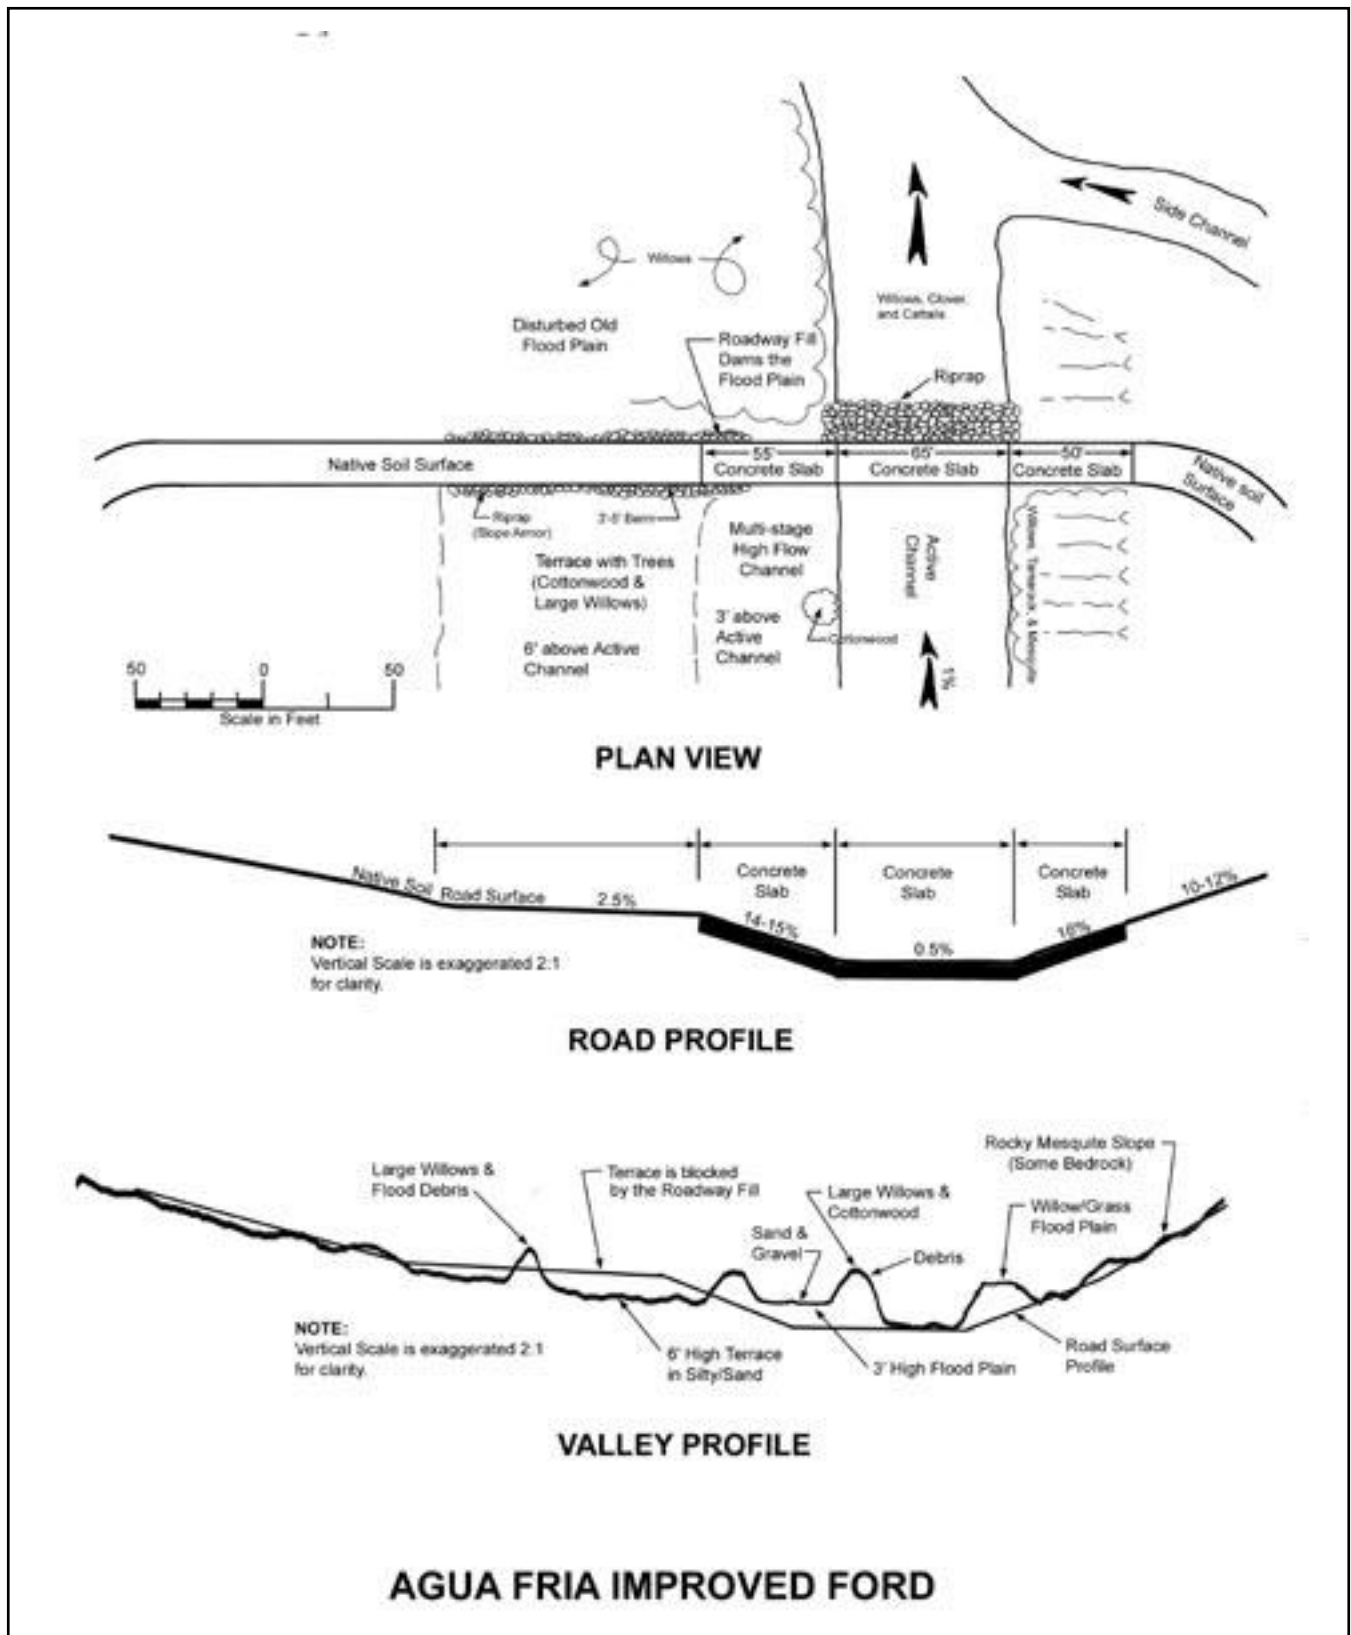 Side Channel
Willows
Willows, Clover,
and Cattails
Disturbed Old
Flood Plain
Roadway Fill
Dams the
Flood Plain
Riprap
Native Soil Surface
55'
Concrete Slab
65'
Concrete Slab
50'
Concrete Slab
Native soil
Surface
Riprap
(Slope Armor)
3'-5' Berm
Terrace with Trees
(Cottonwood &
Large Willows)
6' above Active
Channel
Multi-stage
High Flow
Channel
3' above
Active
Channel
Cottonwood
Active
Channel
1%
Willows, Tamarack, & Mesquite
50 0 50
Scale in Feet
PLAN VIEW
Native Soil Road Surface
2.5%
Concrete
Slab
14-15%
Concrete
Slab
0.5%
Concrete
Slab
16%
10-12%
NOTE:
Vertical Scale is exaggerated 2:1
for clarity.
ROAD PROFILE
Large Willows &
Flood Debris
Terrace is blocked
by the Roadway Fill
Sand &
Gravel
Large Willows &
Cottonwood
Debris
Rocky Mesquite Slope
(Some Bedrock)
Willow/Grass
Flood Plain
NOTE:
Vertical Scale is exaggerated 2:1
for clarity.
6' High Terrace
in Silty/Sand
3' High Flood Plain
Road Surface
Profile
VALLEY PROFILE
AGUA FRIA IMPROVED FORD